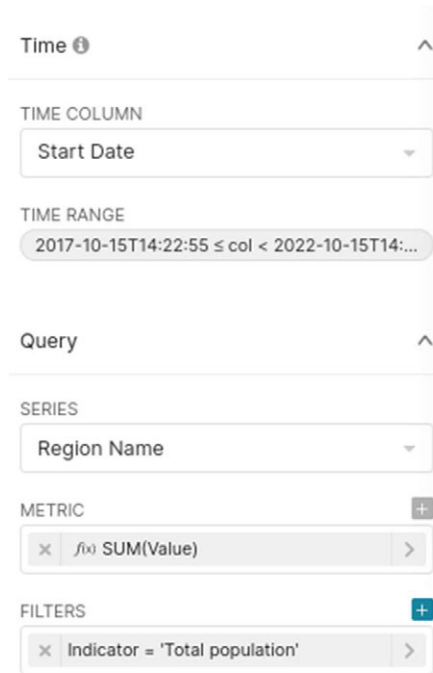 Time
TIME COLUMN
Start Date
TIME RANGE
2017-10-15T14:22:55 ≤ col < 2022-10-15T14:...
Query
SERIES
Region Name
METRIC
+
× f(x) SUM(Value) >
FILTERS
+
× Indicator = 'Total population' >